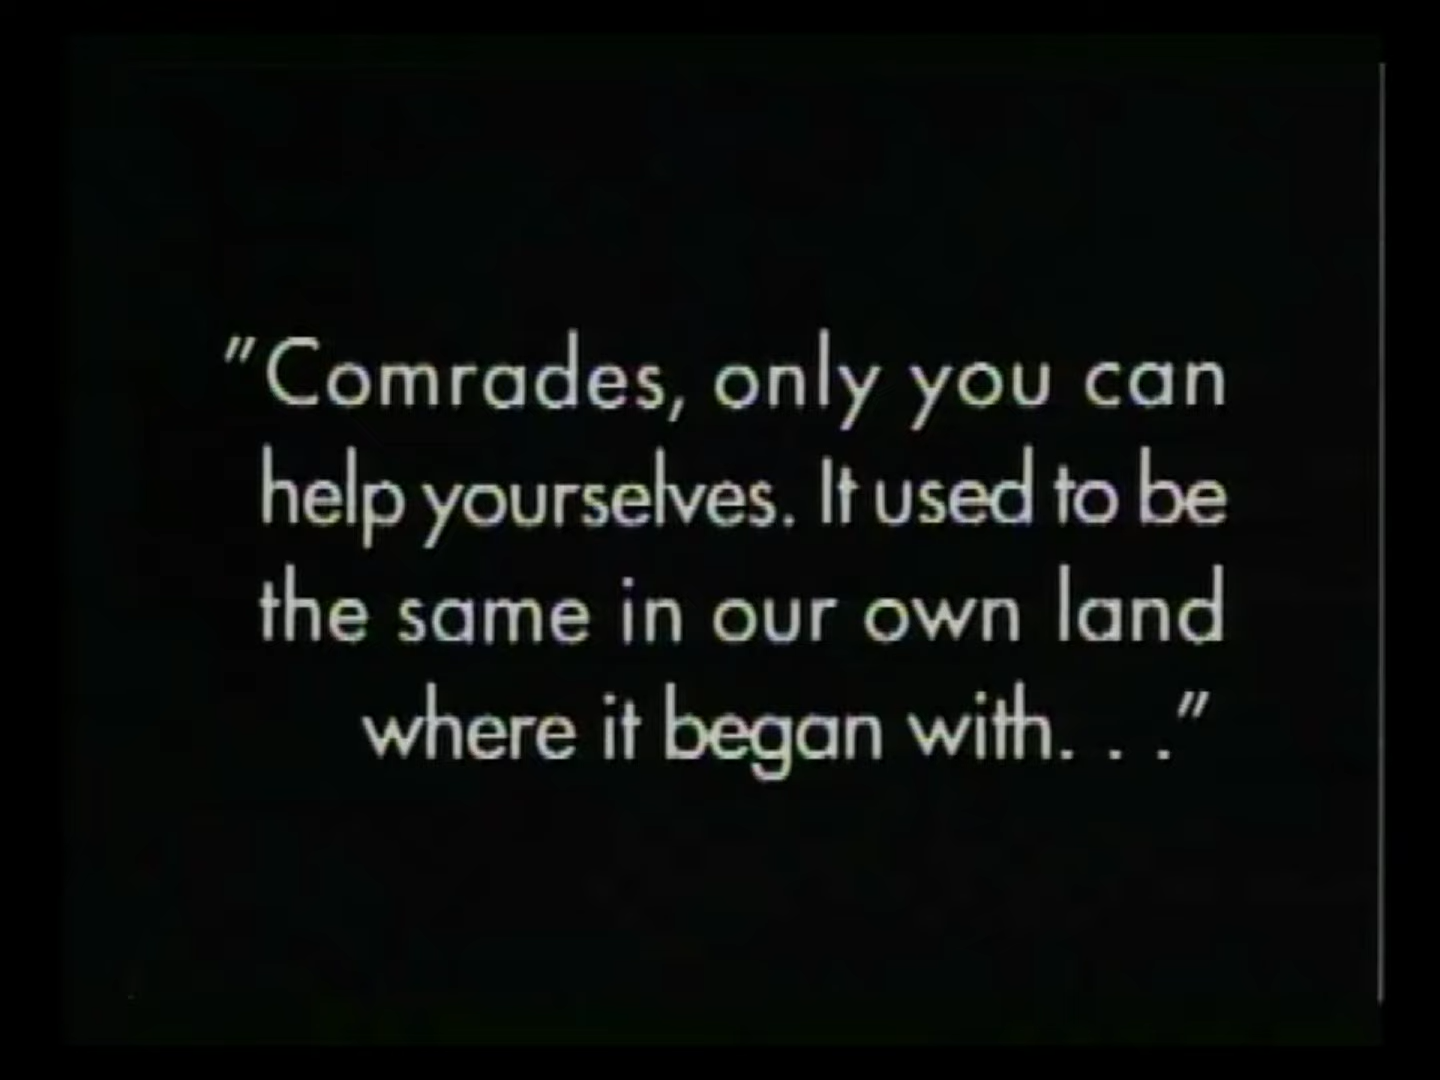 "Comrades, only you can
help yourselves. It used to be
the same in our own land
where it began with. . ."